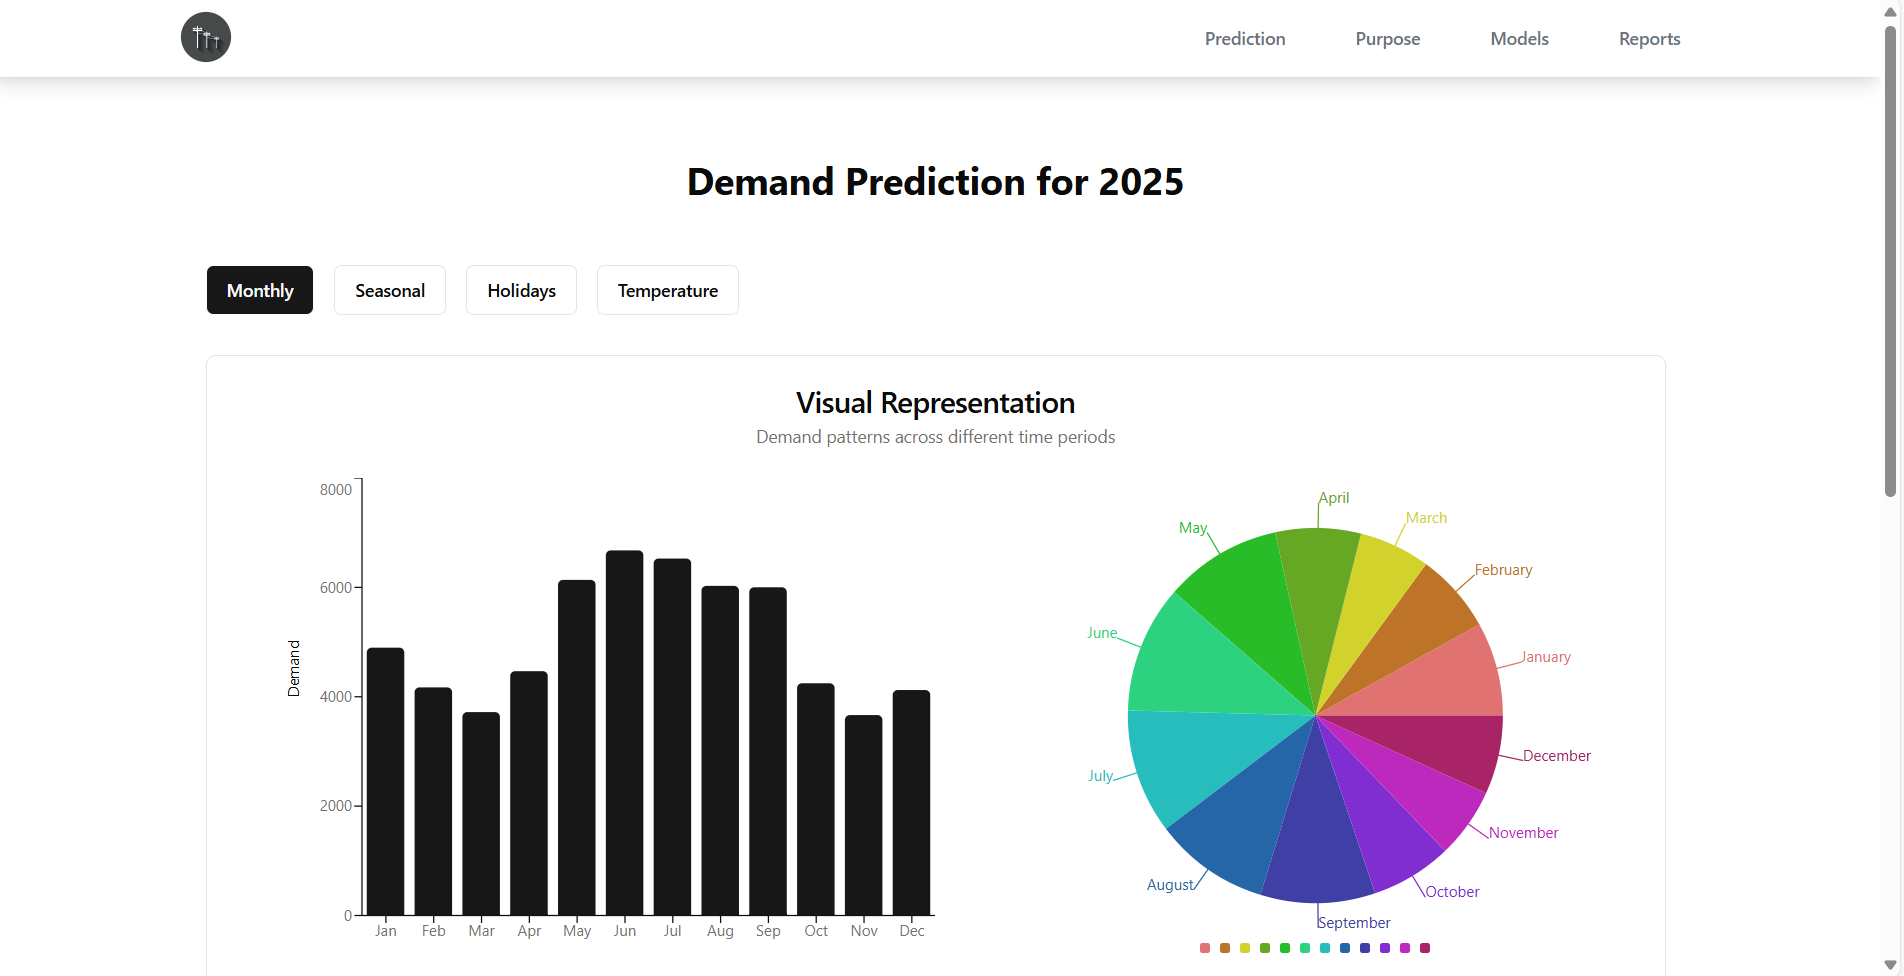 Prediction Purpose Models Reports
Demand Prediction for 2025
Monthly Seasonal Holidays Temperature
Visual Representation
Demand patterns across different time periods
Demand
8000
6000
4000
2000
0
Jan Feb Mar Apr May Jun Jul Aug Sep Oct Nov Dec
April
March
May
February
June
January
December
July
November
August
October
September